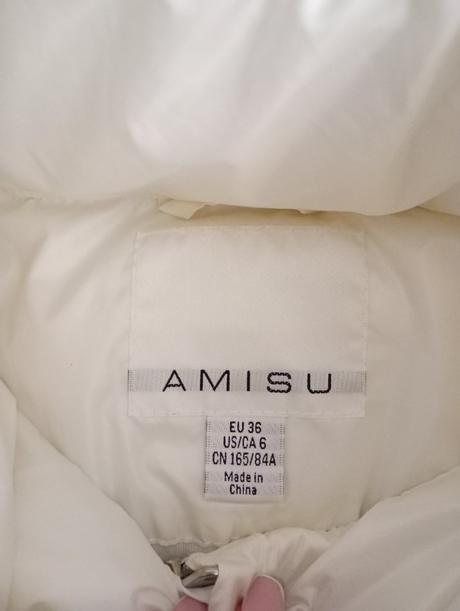 AMISU
EU 36
US/CA 6
CN 165/84A
Made in
China